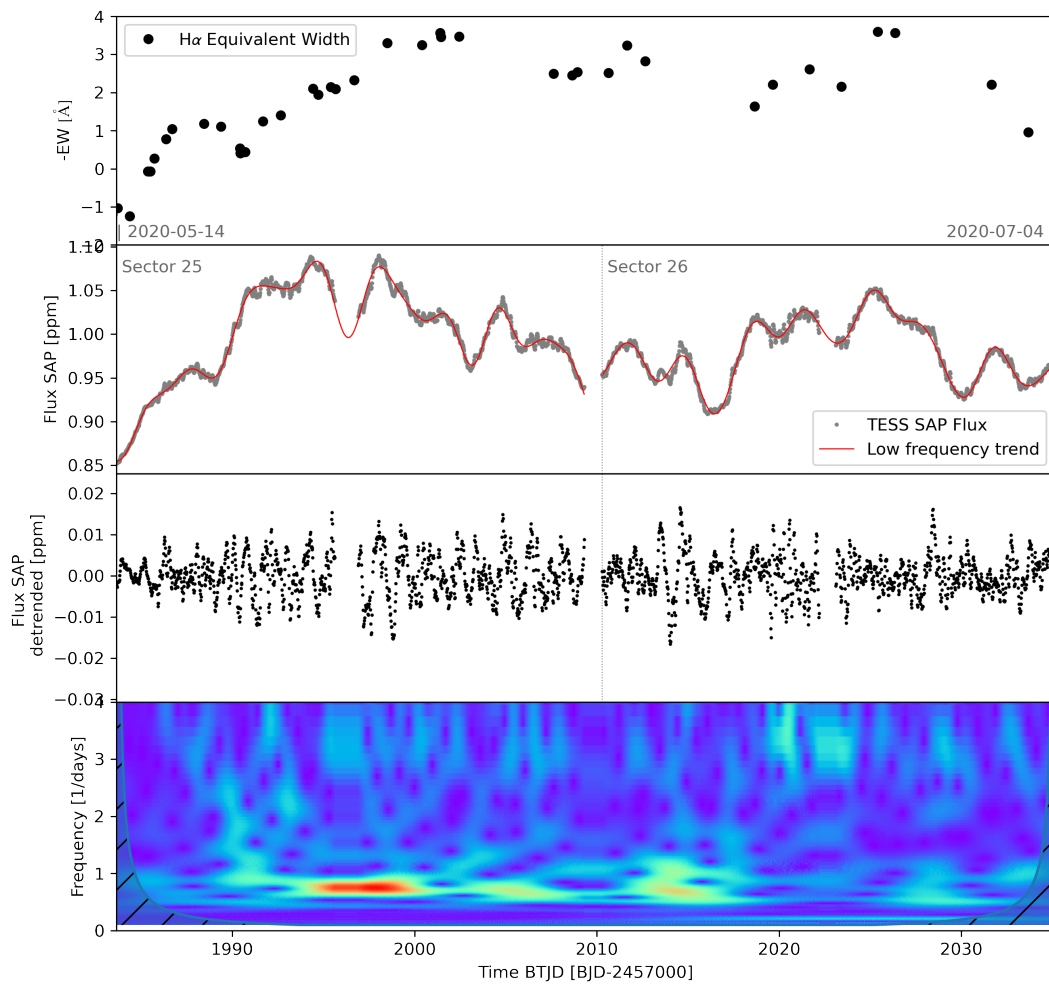 4
Hα Equivalent Width
3
2
1
0
−1
−2
-EW [Å]
| 2020-05-14
2020-07-04
1.10
1.05
1.00
0.95
0.90
0.85
Flux SAP [ppm]
Sector 25
Sector 26
TESS SAP Flux
Low frequency trend
0.02
0.01
0.00
−0.01
−0.02
−0.03
Flux SAP
detrended [ppm]
4
3
2
1
0
Frequency [1/days]
1990
2000
2010
2020
2030
Time BTJD [BJD-2457000]